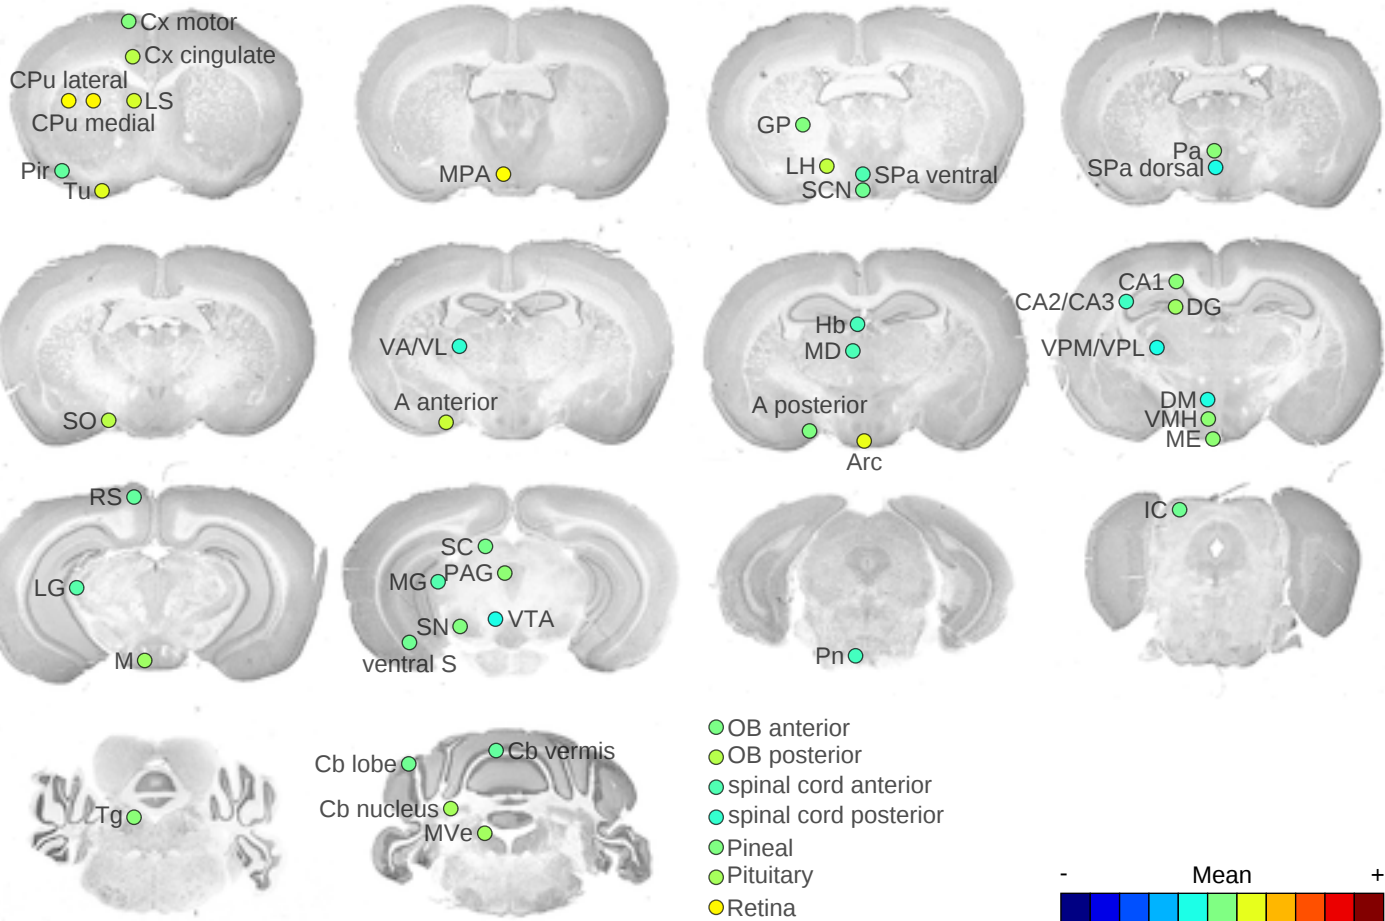 Cx motor
Cx cingulate
CPu lateral
LS
CPu medial
Pir
Tu
MPA
GP
LH
SPa ventral
SCN
Pa
SPa dorsal
SO
VA/VL
A anterior
Hb
MD
A posterior
Arc
CA1
CA2/CA3
DG
VPM/VPL
DM
VMH
ME
RS
LG
M
SC
MG
PAG
SN
VTA
ventral S
Pn
IC
Tg
Cb lobe
Cb vermis
Cb nucleus
MVe
OB anterior
OB posterior
spinal cord anterior
spinal cord posterior
Pineal
Pituitary
Retina
- Mean +